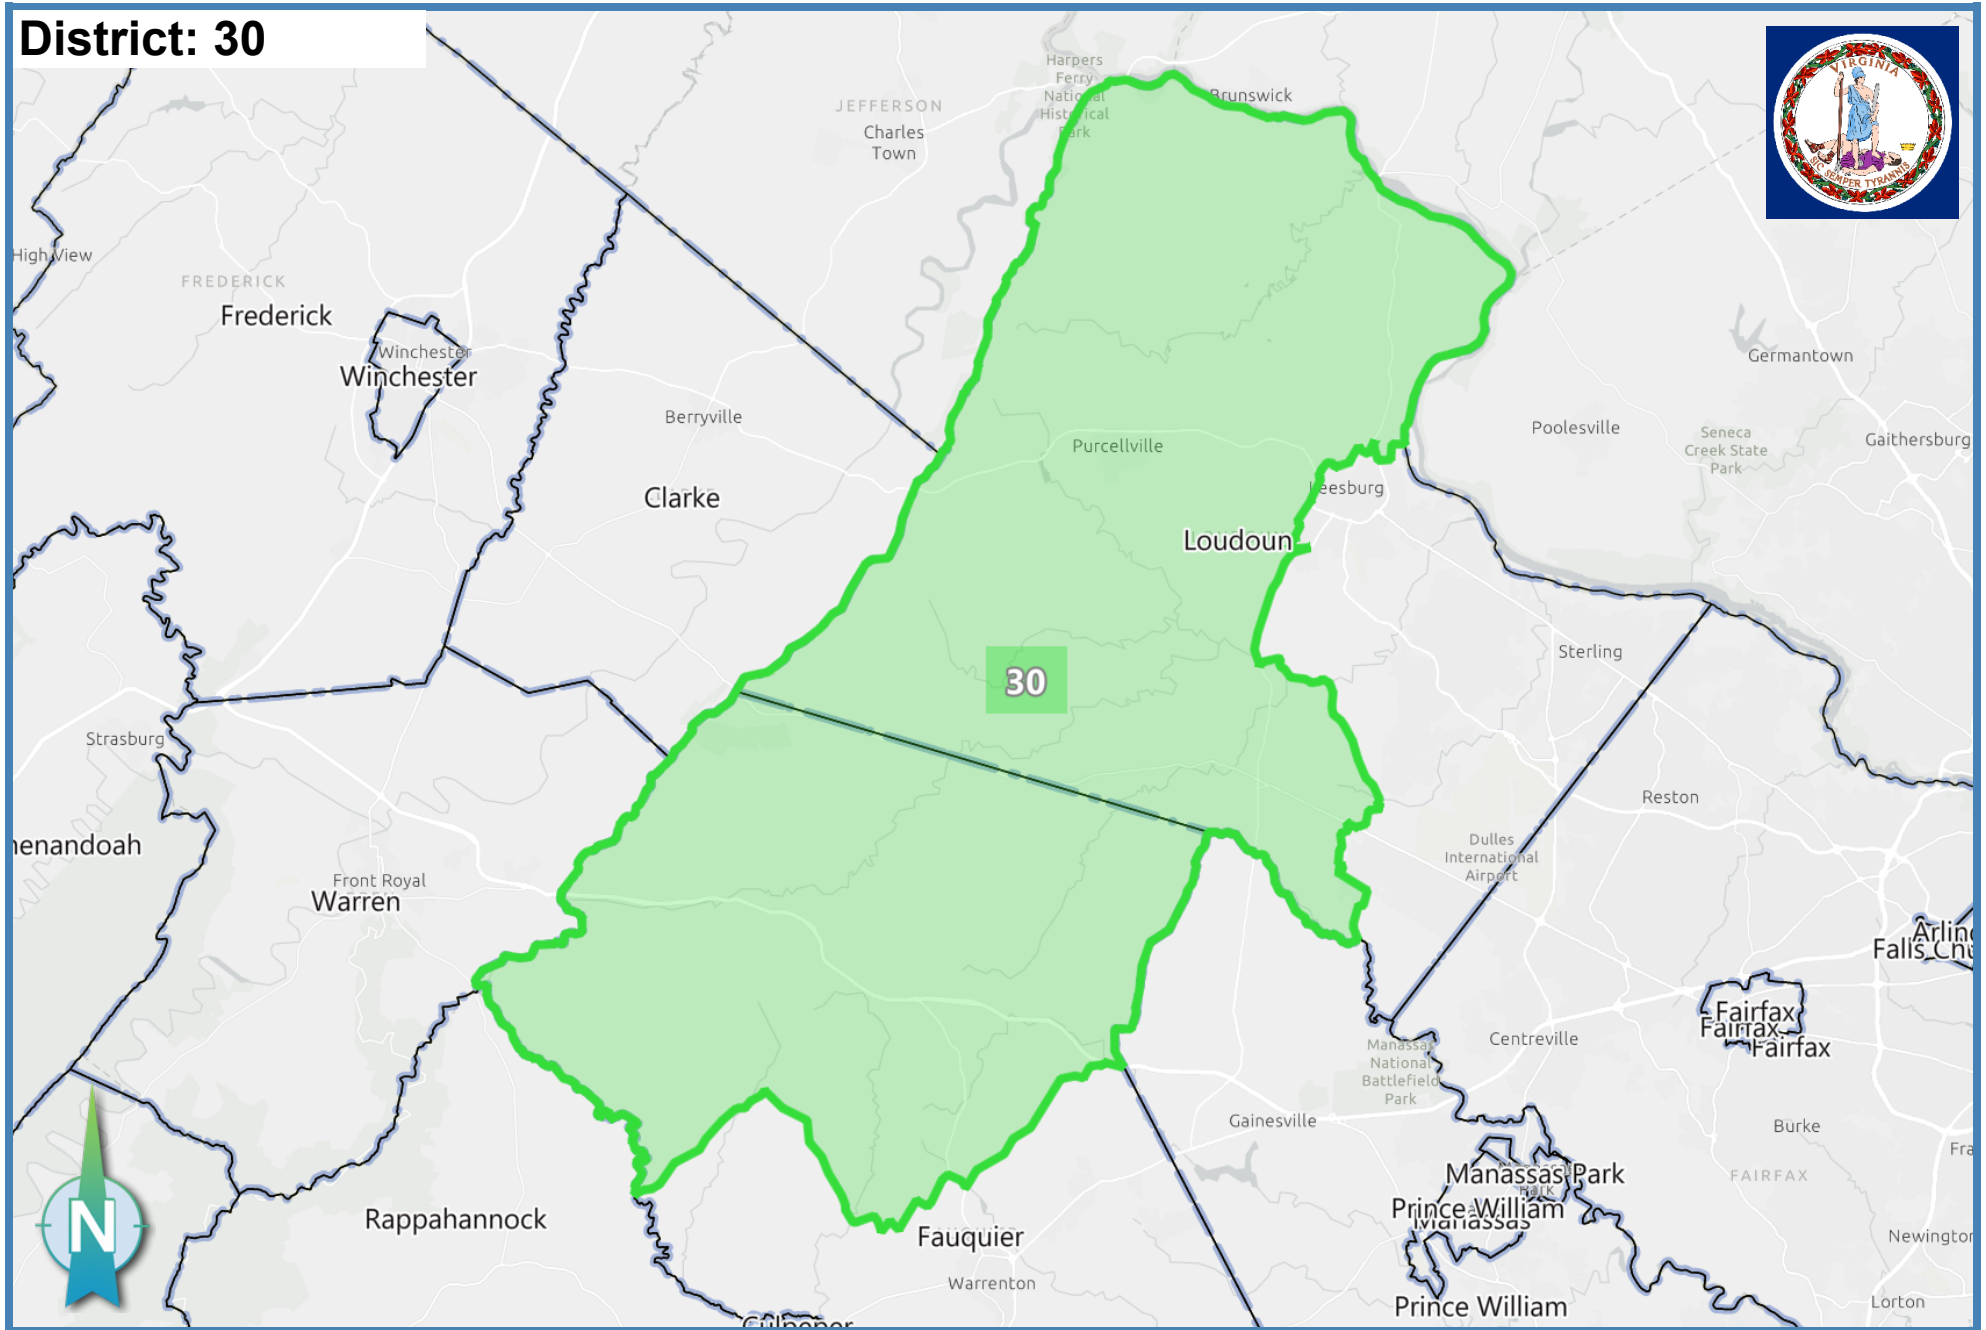 District: 30
VIRGINIA
SIC SEMPER TYRANNIS
Harpers
Ferry
National
Historical
Park
Brunswick
JEFFERSON
Charles
Town
High View
FREDERICK
Frederick
Winchester
Winchester
Germantown
Berryville
Purcellville
Poolesville
Seneca
Creek State
Park
Gaithersburg
Leesburg
Clarke
Loudoun
Sterling
30
Strasburg
Reston
henandoah
Dulles
International
Airport
Front Royal
Warren
Arlin
Falls Chu
Fairfax
Fairfax
Fairfax
Centreville
Manassas
National
Battlefield
Park
Gainesville
Burke
Fra
Manassas Park
Park
FAIRFAX
Prince William
Manassas
Rappahannock
Fauquier
Newington
Warrenton
N
Lorton
Prince William
Culpeper